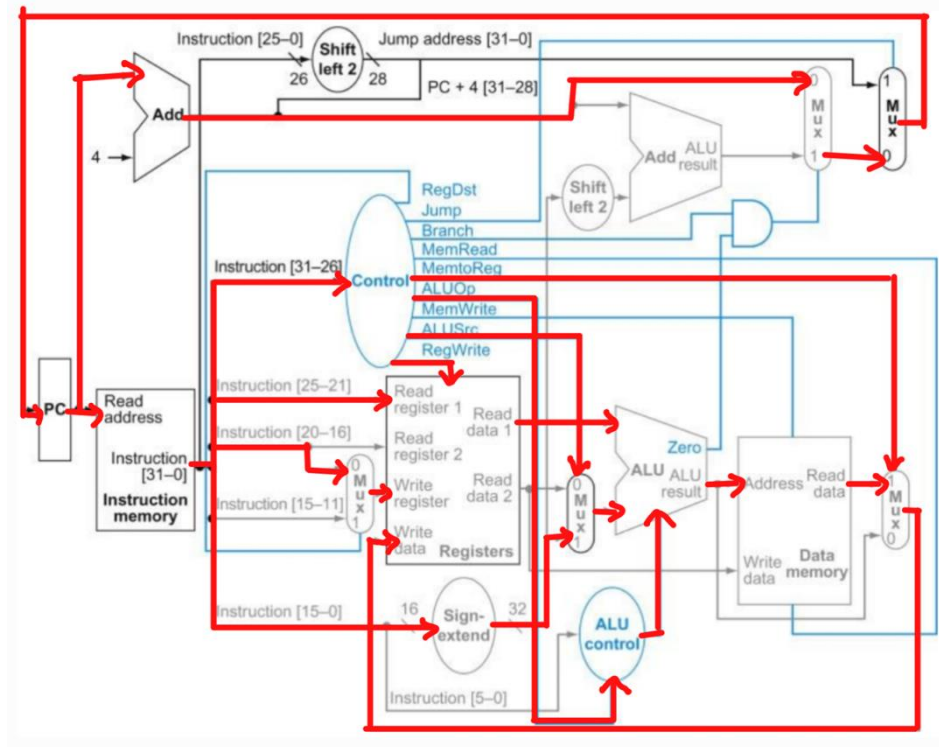 Instruction [25–0]
Shift
left 2
Jump address [31–0]
26
28
PC + 4 [31–28]
Add
4
0
M
u
x
1
1
M
u
x
0
Add
ALU
result
Shift
left 2
RegDst
Jump
Branch
MemRead
MemtoReg
ALUOp
MemWrite
ALUSrc
RegWrite
Instruction [31–26]
Control
PC
Read
address
Instruction
[31–0]
Instruction
memory
Instruction [25–21]
Instruction [20–16]
Instruction [15–11]
0
M
u
x
1
Read
register 1
Read
register 2
Write
register
Write
data
Read
data 1
Read
data 2
Registers
0
M
u
x
1
Zero
ALU
ALU
result
Address
Read
data
Write
data
Data
memory
1
M
u
x
0
Instruction [15–0]
16
Sign-
extend
32
ALU
control
Instruction [5–0]